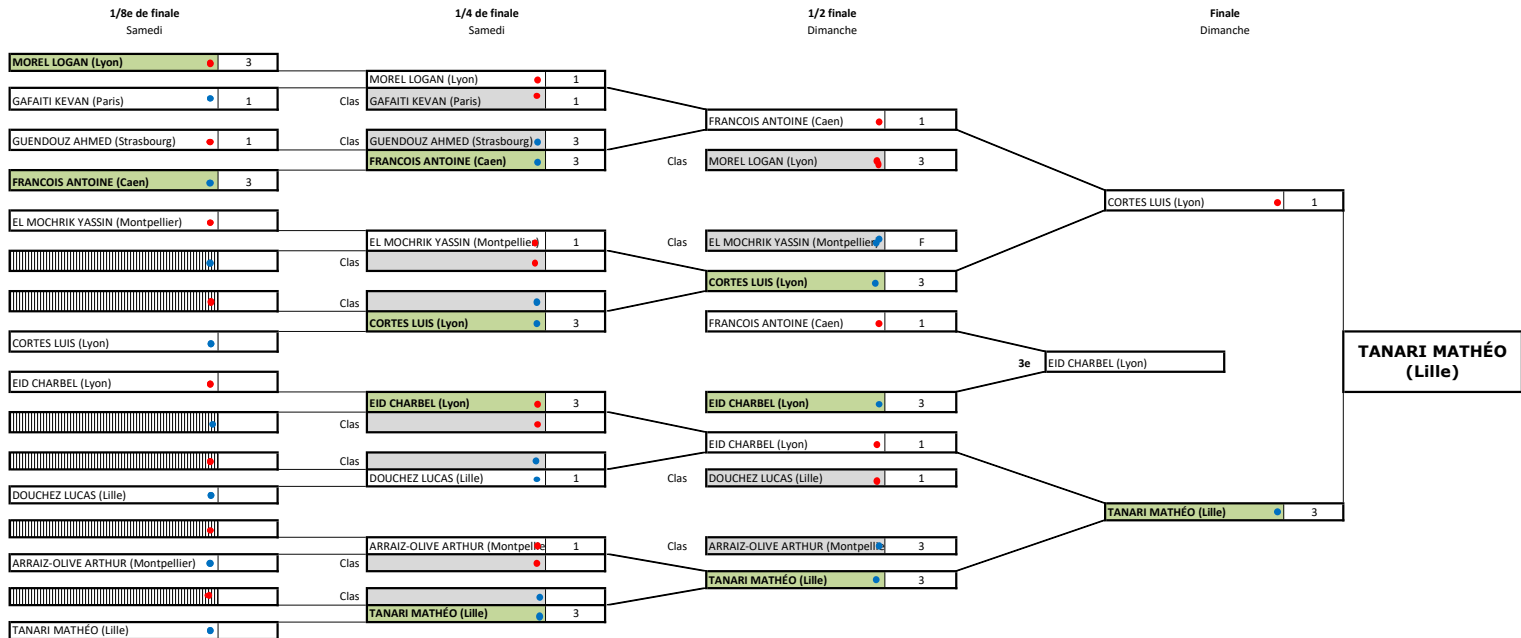 1/8e de finale
Samedi
1/4 de finale
Samedi
1/2 finale
Dimanche
Finale
Dimanche
MOREL LOGAN (Lyon) 3
GAFAITI KEVAN (Paris) 1
GUENDOUZ AHMED (Strasbourg) 1
FRANCOIS ANTOINE (Caen) 3
EL MOCHRIK YASSIN (Montpellier)
CORTES LUIS (Lyon)
EID CHARBEL (Lyon)
DOUCHEZ LUCAS (Lille)
ARRAIZ-OLIVE ARTHUR (Montpellier)
TANARI MATHÉO (Lille)
MOREL LOGAN (Lyon) 1
Clas GAFAITI KEVAN (Paris) 1
Clas GUENDOUZ AHMED (Strasbourg) 3
FRANCOIS ANTOINE (Caen) 3
EL MOCHRIK YASSIN (Montpellier) 1
Clas
Clas
CORTES LUIS (Lyon) 3
EID CHARBEL (Lyon) 3
Clas
Clas
DOUCHEZ LUCAS (Lille) 1
ARRAIZ-OLIVE ARTHUR (Montpellie 1
Clas
Clas
TANARI MATHÉO (Lille) 3
FRANCOIS ANTOINE (Caen) 1
Clas MOREL LOGAN (Lyon) 3
Clas EL MOCHRIK YASSIN (Montpellier) F
CORTES LUIS (Lyon) 3
FRANCOIS ANTOINE (Caen) 1
EID CHARBEL (Lyon) 3
EID CHARBEL (Lyon) 1
Clas DOUCHEZ LUCAS (Lille) 1
Clas ARRAIZ-OLIVE ARTHUR (Montpellie 3
TANARI MATHÉO (Lille) 3
CORTES LUIS (Lyon) 1
3e EID CHARBEL (Lyon)
TANARI MATHÉO (Lille) 3
TANARI MATHÉO
(Lille)